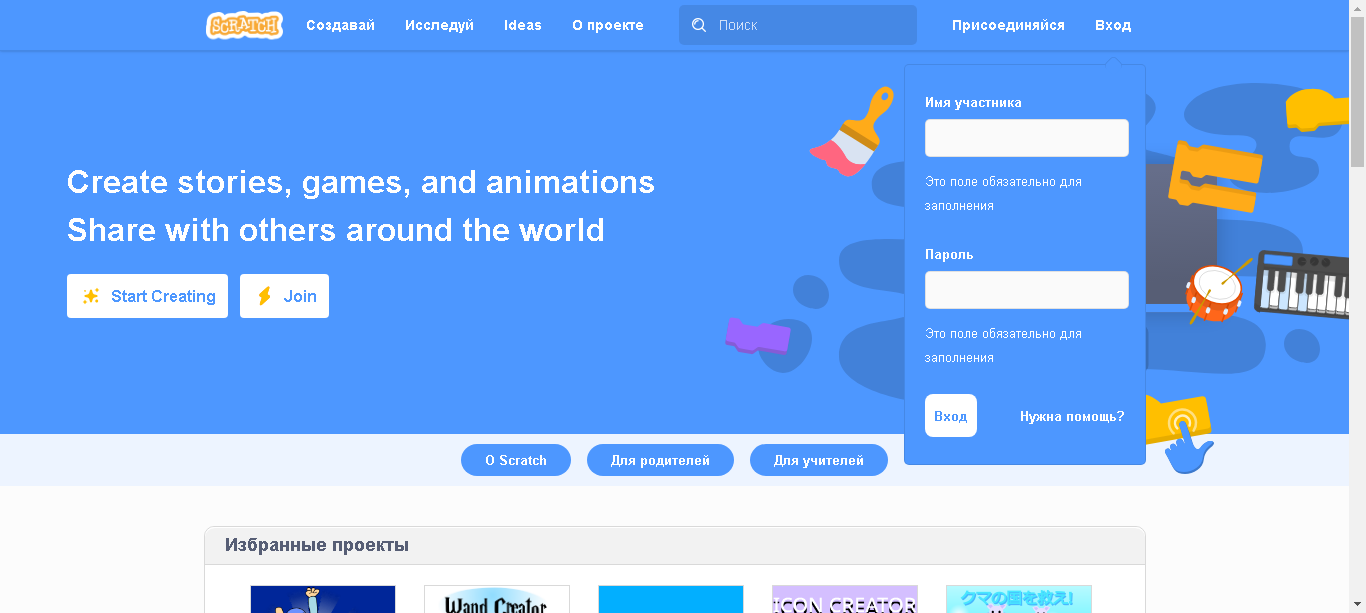 SCRATCH
Создавай
Исследуй
Ideas
О проекте
Поиск
Присоединяйся
Вход
Имя участника
Это поле обязательно для
заполнения
Пароль
Это поле обязательно для
заполнения
Вход
Нужна помощь?
Create stories, games, and animations
Share with others around the world
Start Creating
Join
О Scratch
Для родителей
Для учителей
Избранные проекты
Wand Creator
ICON CREATOR
クマの国を救え!